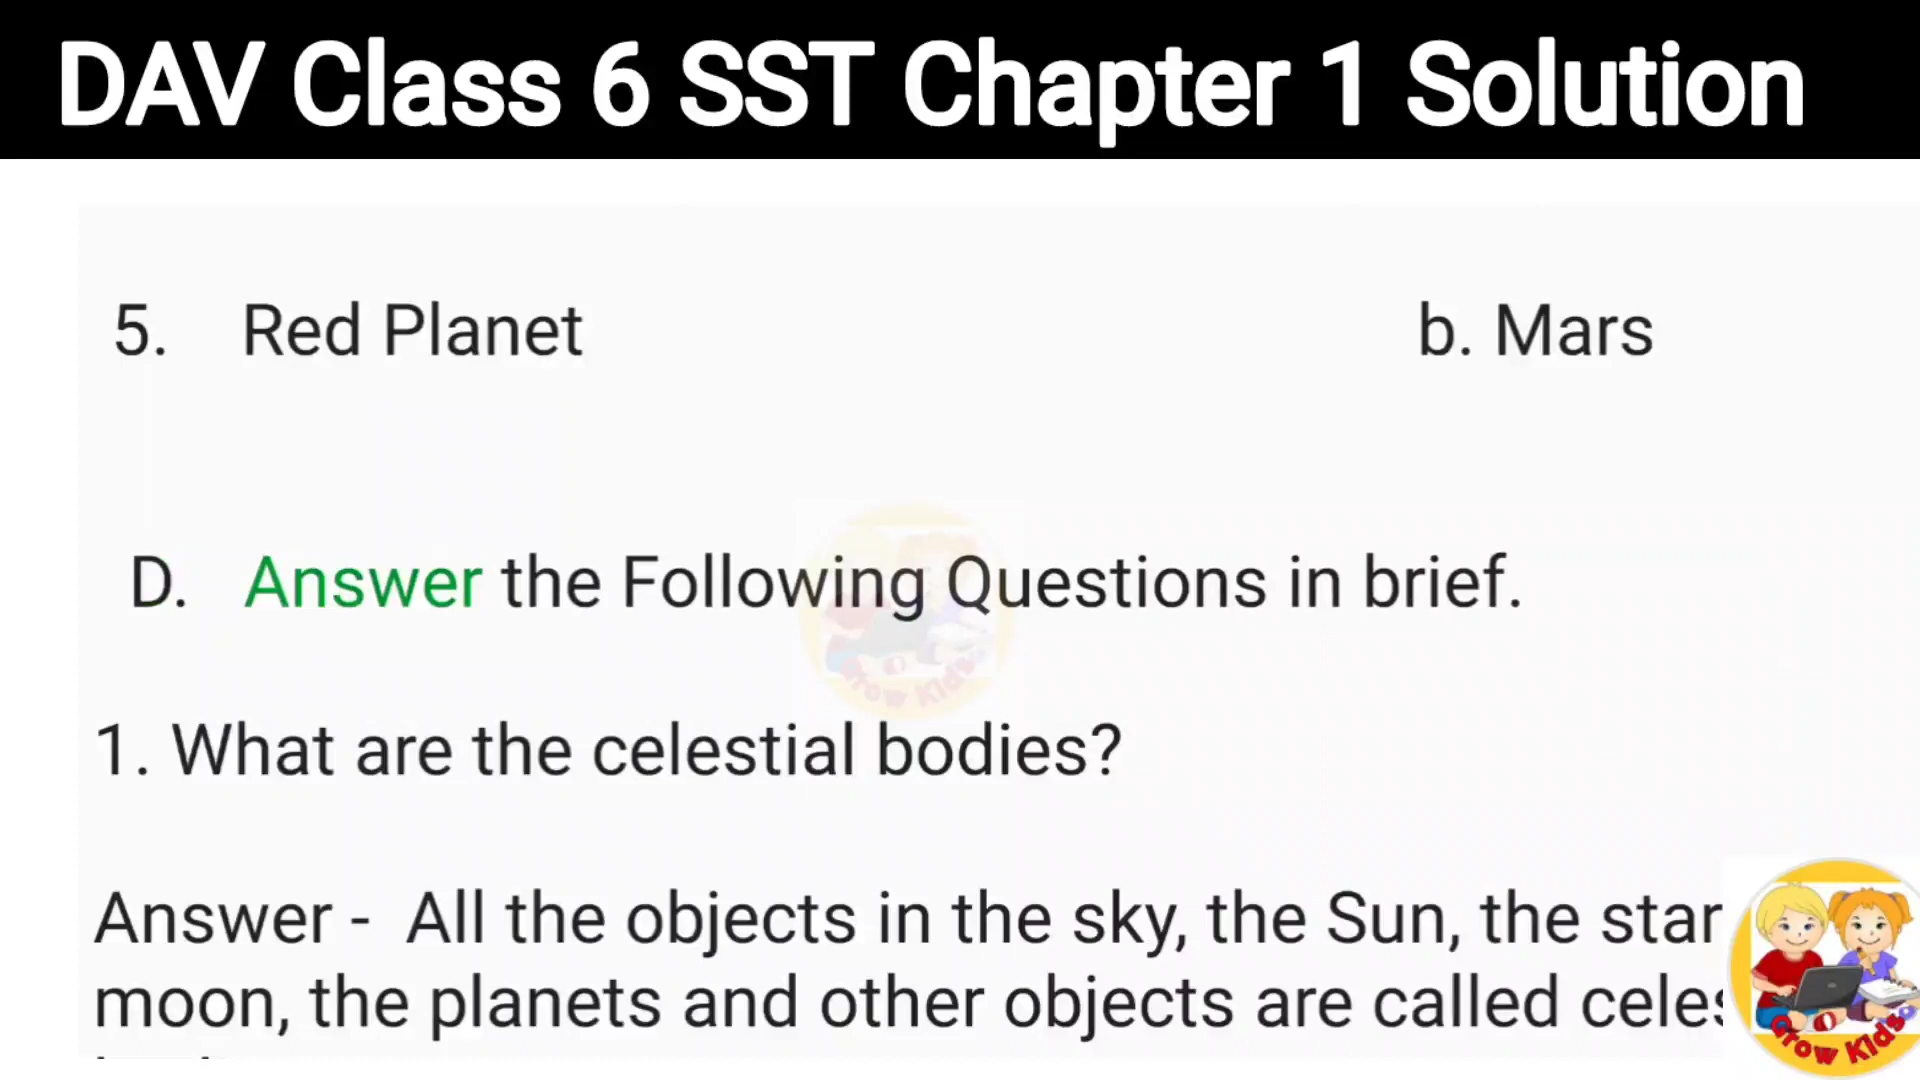 DAV Class 6 SST Chapter 1 Solution
5. Red Planet b. Mars
D. Answer the Following Questions in brief.
1. What are the celestial bodies?
Answer - All the objects in the sky, the Sun, the star
moon, the planets and other objects are called celes
Grow Kids